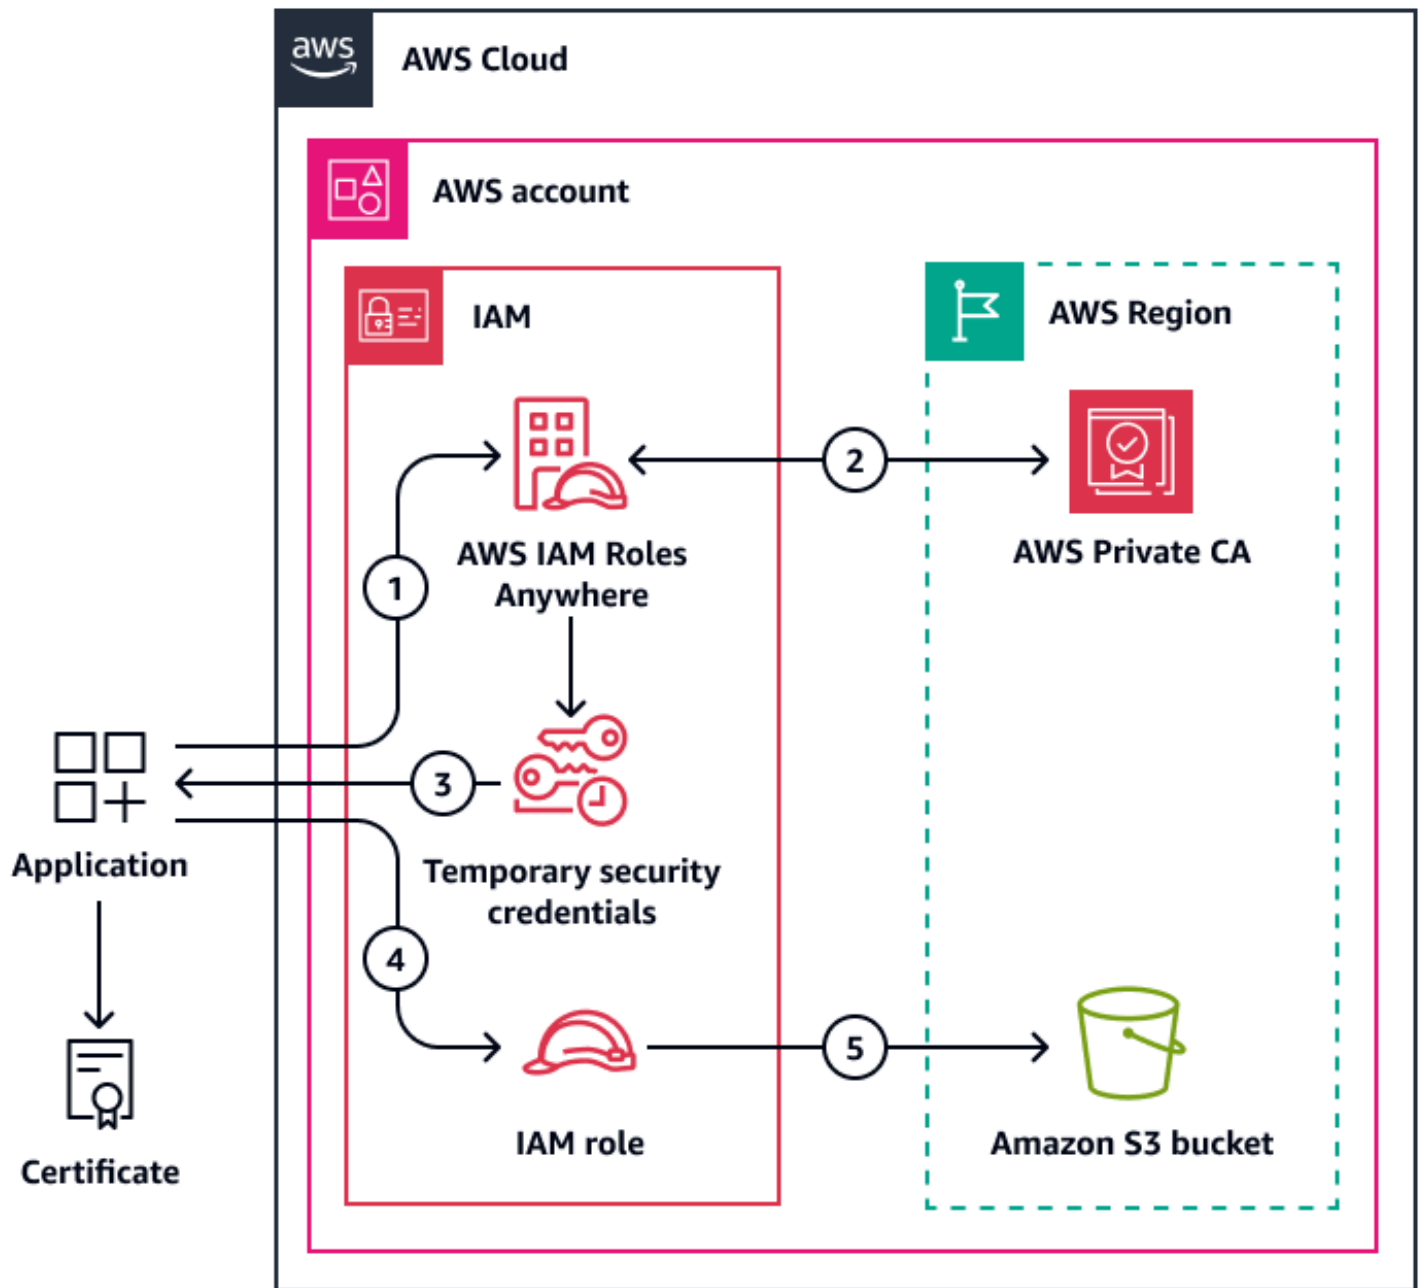 aws
AWS Cloud
AWS account
IAM
AWS Region
2
AWS IAM Roles
Anywhere
AWS Private CA
1
3
Application
Temporary security
credentials
4
5
IAM role
Amazon S3 bucket
Certificate